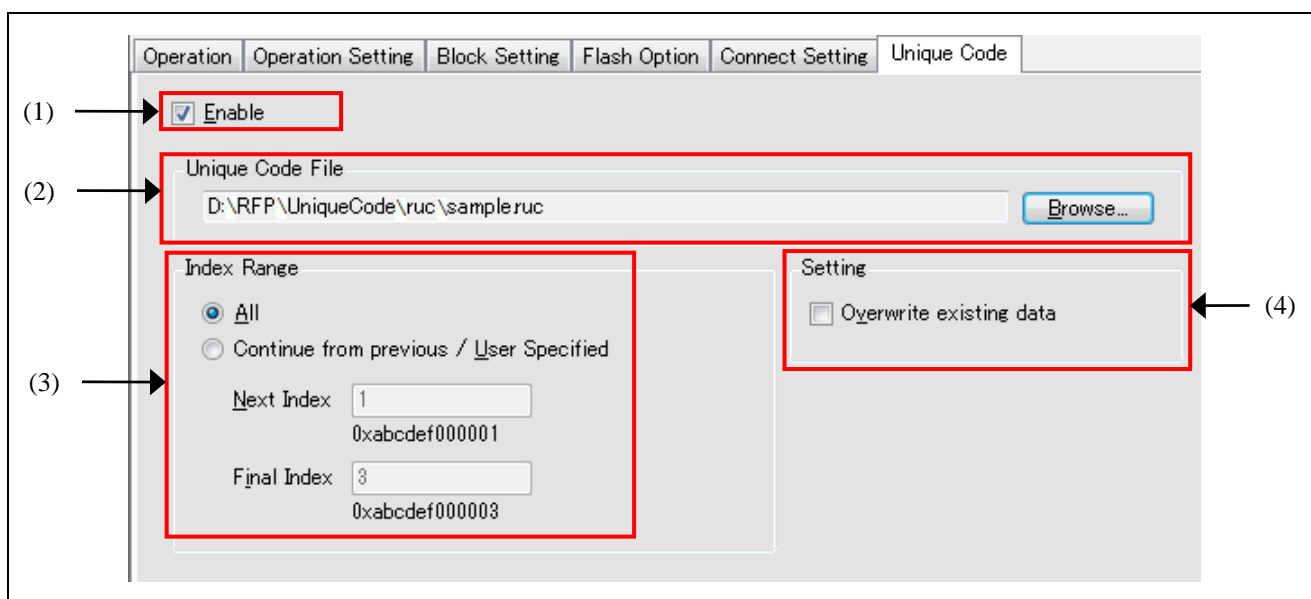 Operation Operation Setting Block Setting Flash Option Connect Setting Unique Code
(1) Enable
Unique Code File
(2)
D:\RFP\UniqueCode\ruc\sample.ruc Browse...
Index Range Setting
All Overwrite existing data (4)
Continue from previous / User Specified
(3)
Next Index 1
0xabcdef000001
Final Index 3
0xabcdef000003